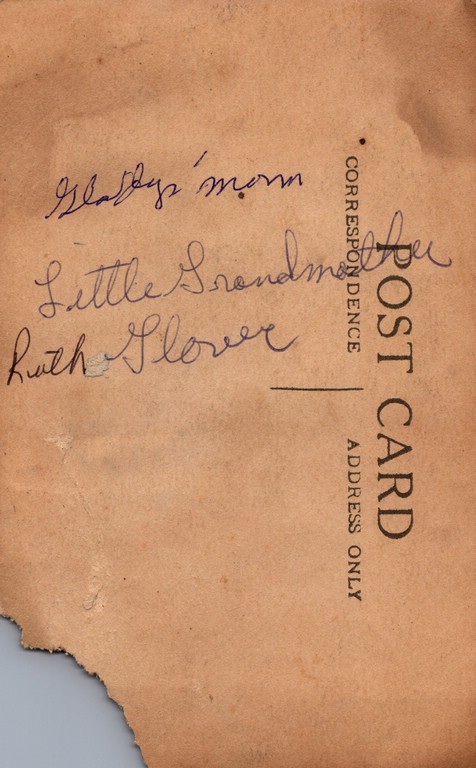 Gladys' mom
Little Grandmother
Ruth Glover
POST CARD
CORRESPONDENCE
ADDRESS ONLY